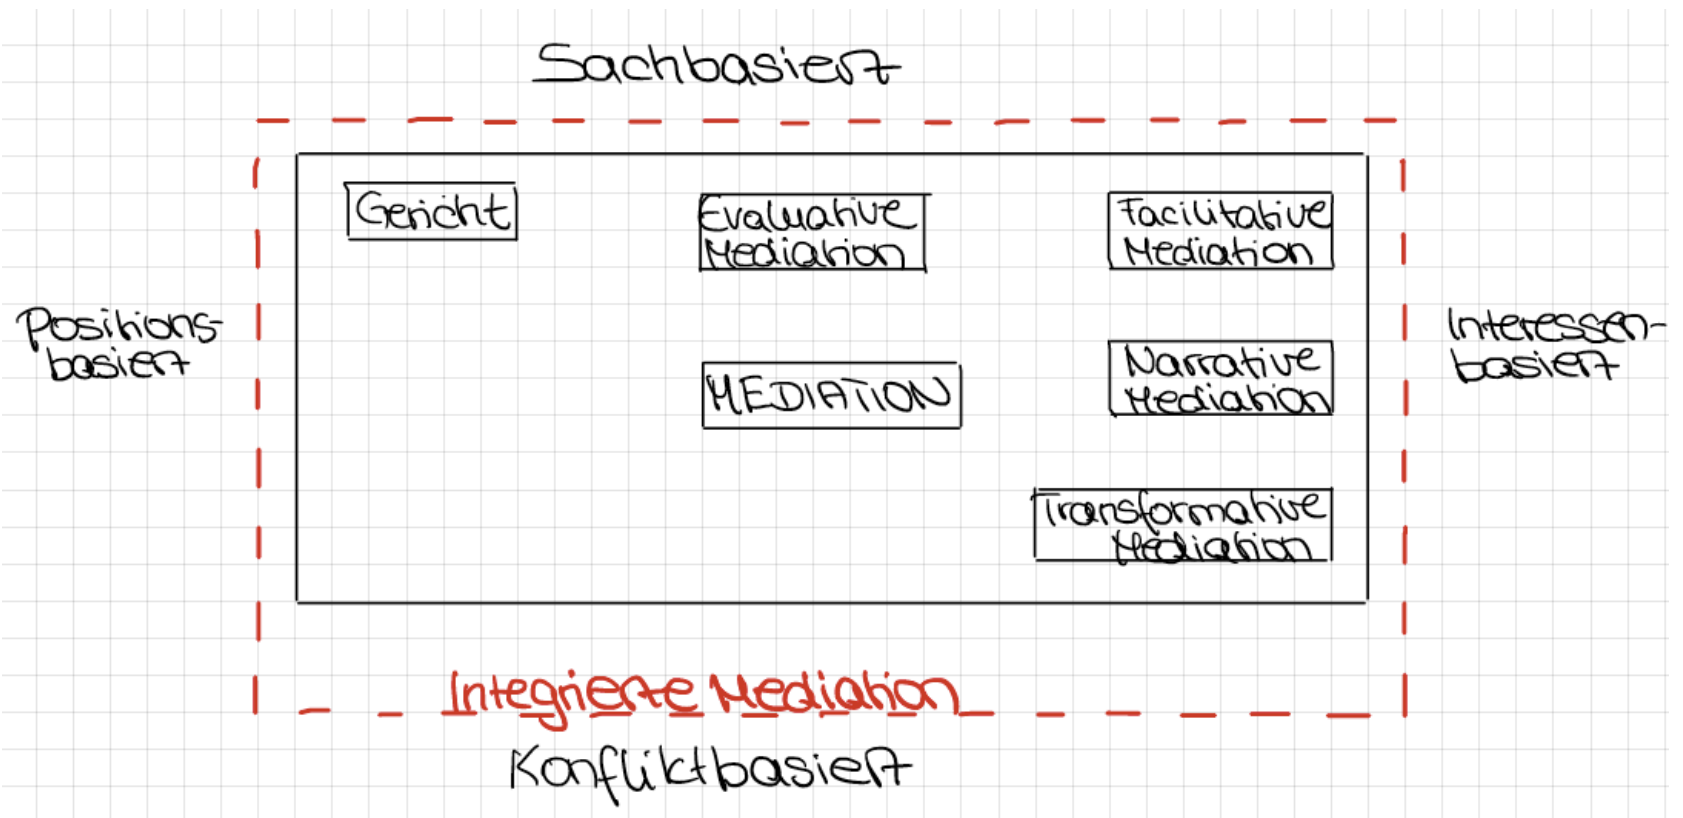 Sachbasiert
Gericht
Evaluative
Mediation
Facilitative
Mediation
Positions-
basiert
Interessen-
basiert
MEDIATION
Narrative
Mediation
Transformative
Mediation
Integrierte Mediation
Konfliktbasiert